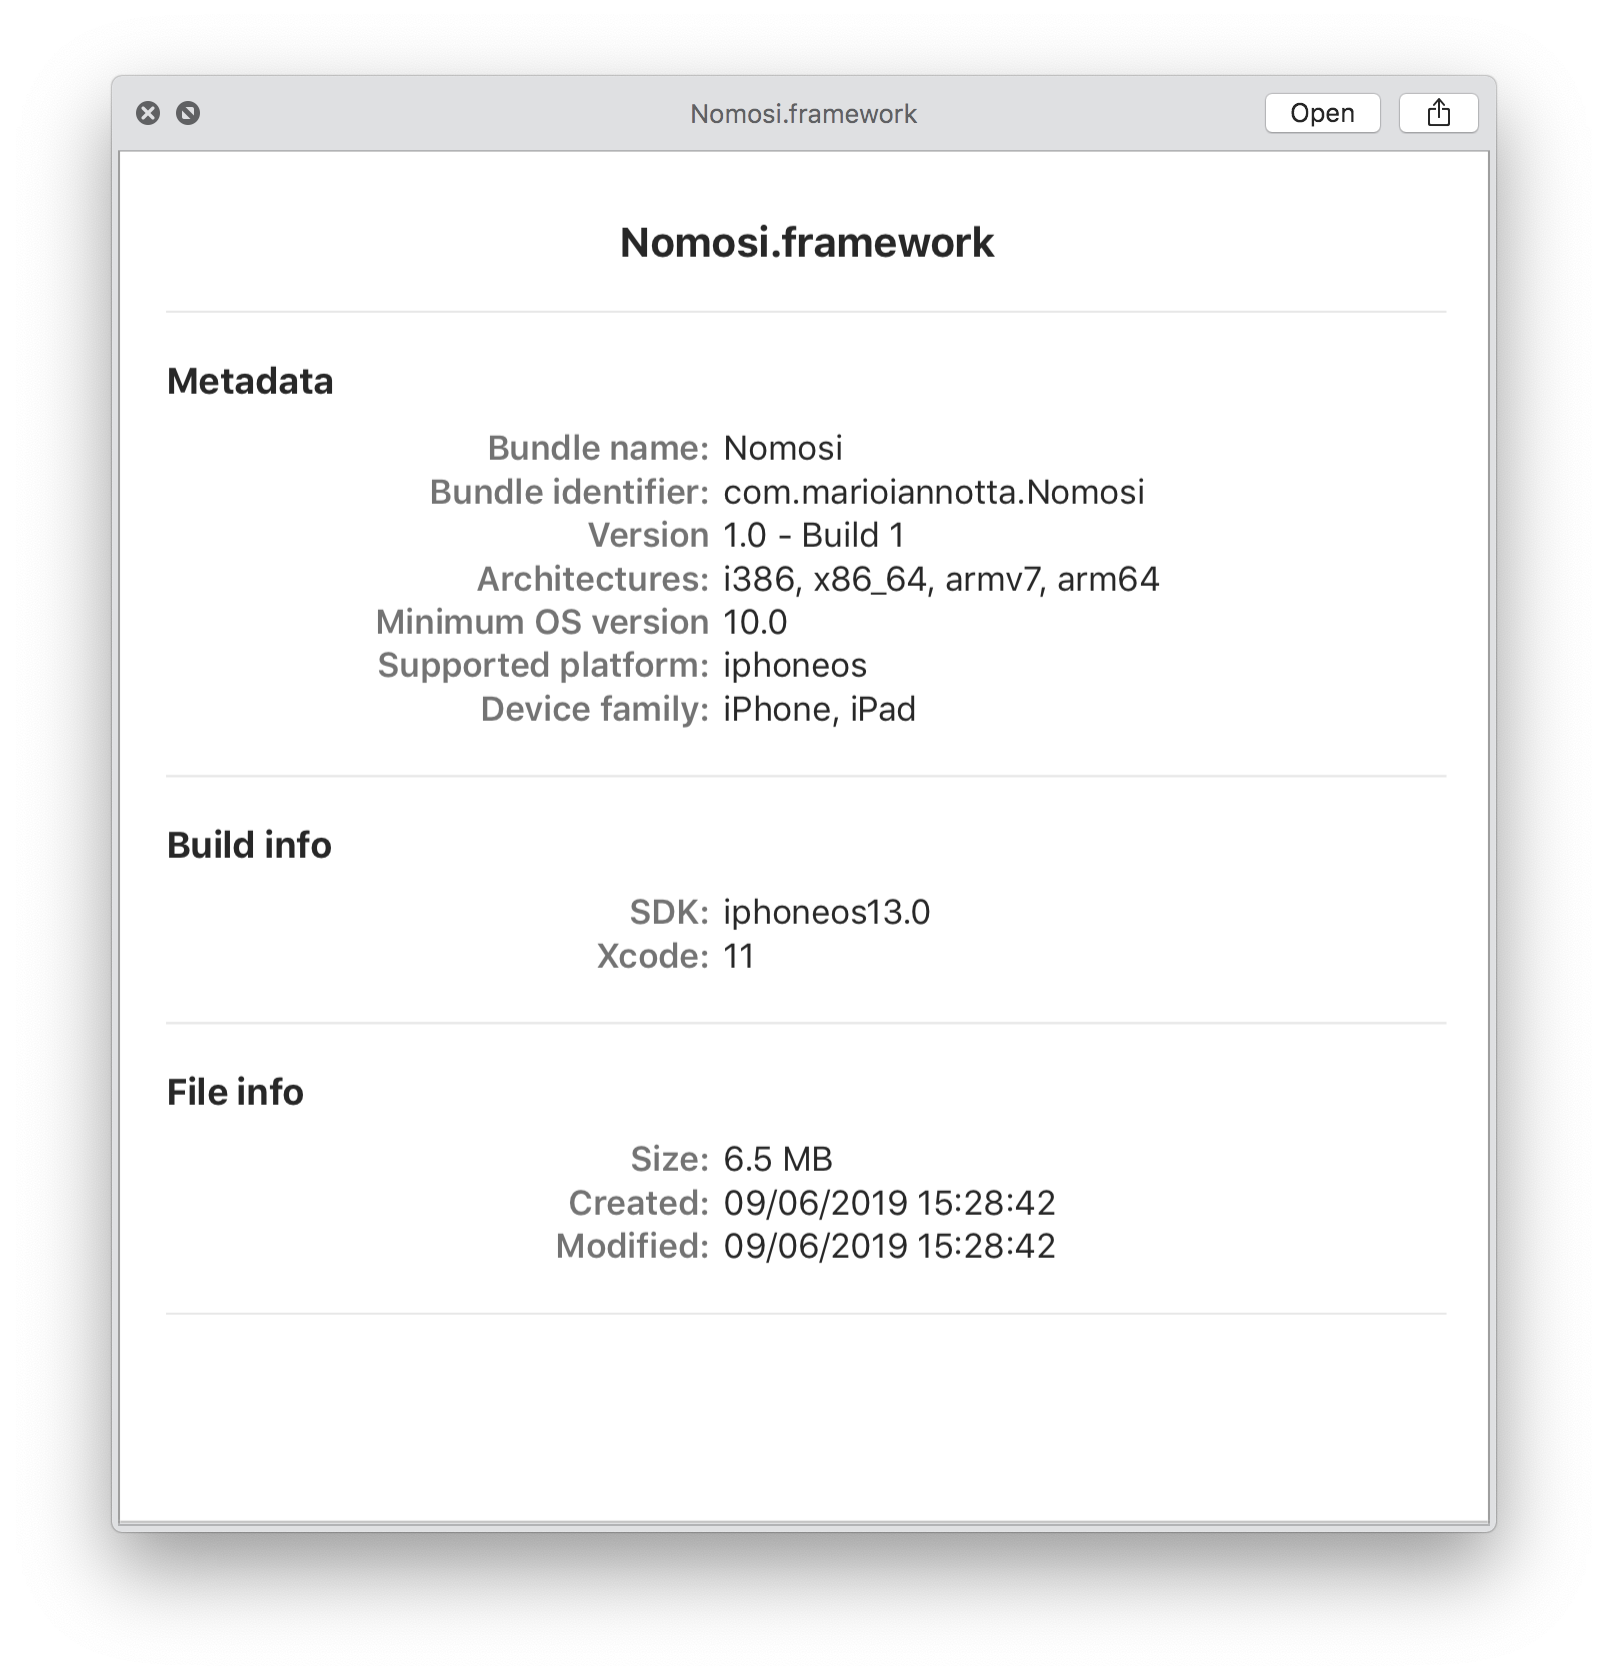 Nomosi.framework
Open
Nomosi.framework
Metadata
Bundle name: Nomosi
Bundle identifier: com.marioiannotta.Nomosi
Version 1.0 - Build 1
Architectures: i386, x86_64, armv7, arm64
Minimum OS version 10.0
Supported platform: iphoneos
Device family: iPhone, iPad
Build info
SDK: iphoneos13.0
Xcode: 11
File info
Size: 6.5 MB
Created: 09/06/2019 15:28:42
Modified: 09/06/2019 15:28:42